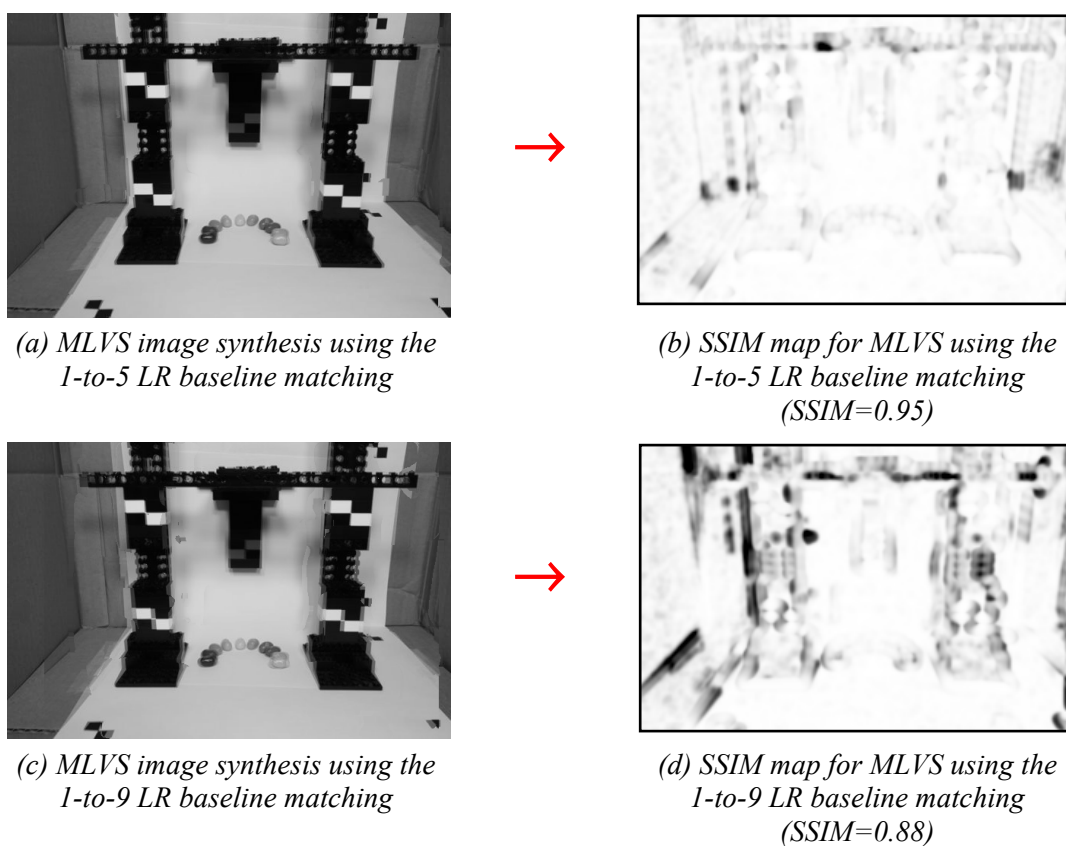 (a) MLVS image synthesis using the
1-to-5 LR baseline matching
(b) SSIM map for MLVS using the
1-to-5 LR baseline matching
(SSIM=0.95)
(c) MLVS image synthesis using the
1-to-9 LR baseline matching
(d) SSIM map for MLVS using the
1-to-9 LR baseline matching
(SSIM=0.88)